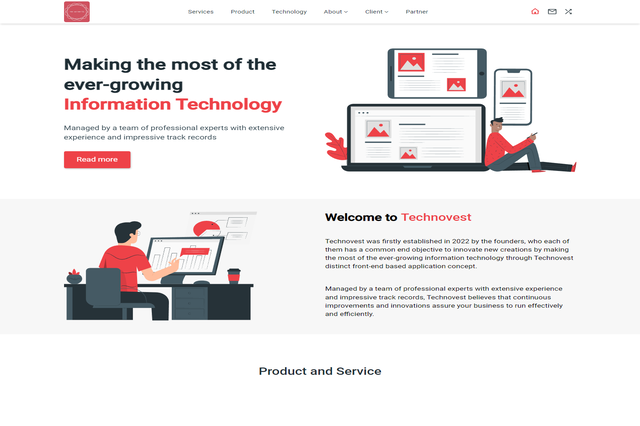 Services Product Technology About Client Partner
Making the most of the
ever-growing
Information Technology
Managed by a team of professional experts with extensive
experience and impressive track records
Read more
Welcome to Technovest
Technovest was firstly established in 2022 by the founders, who each of
them has a common end objective to innovate new creations by making
the most of the ever-growing information technology through Technovest
distinct front-end based application concept.
Managed by a team of professional experts with extensive experience
and impressive track records, Technovest believes that continuous
improvements and innovations assure your business to run effectively
and efficiently.
Product and Service